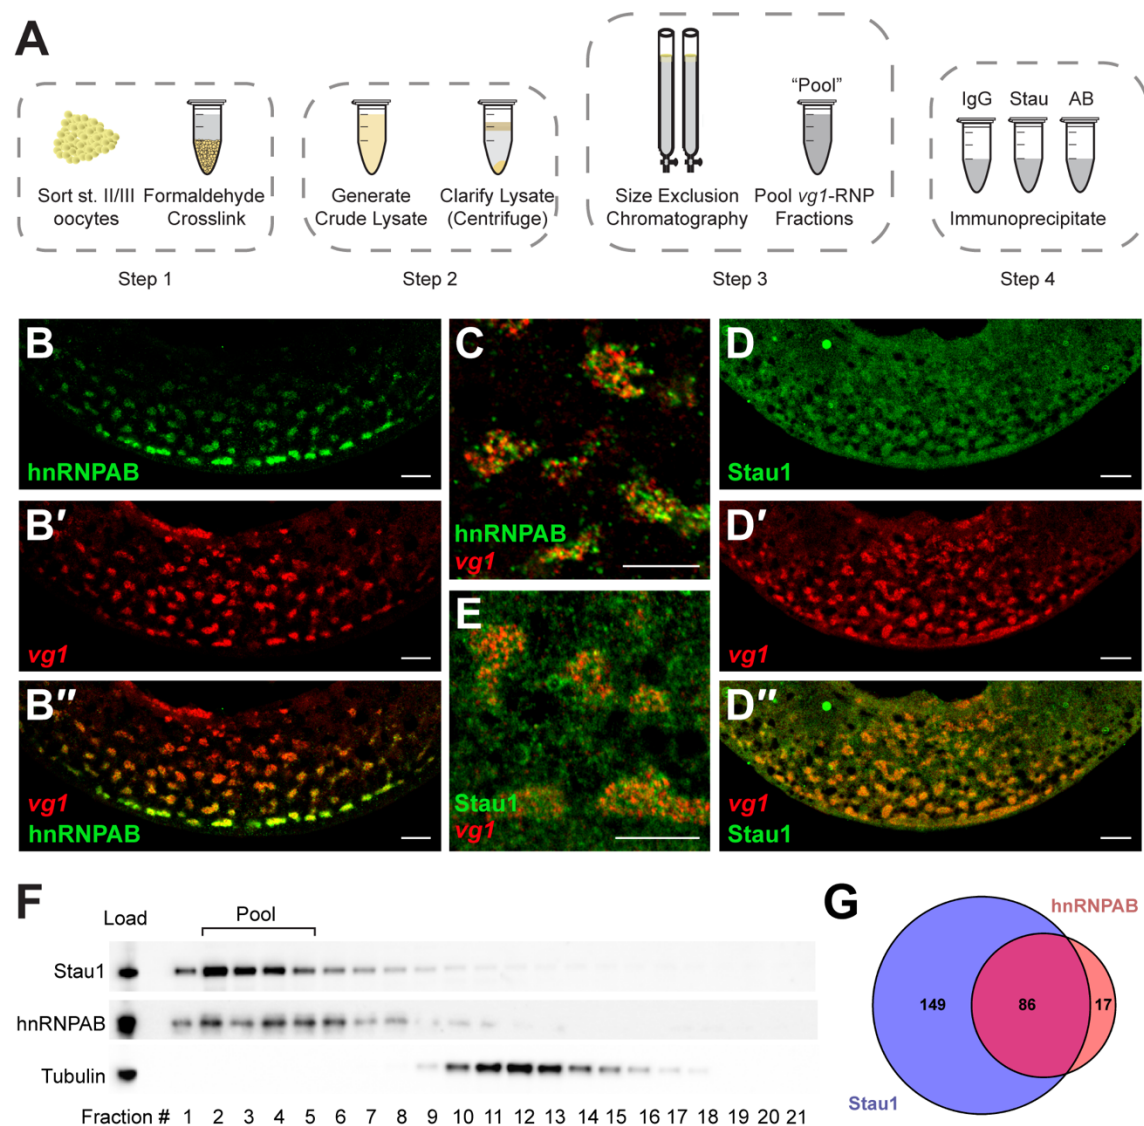 A
Sort st. II/III
oocytes
Formaldehyde
Crosslink
Step 1
Generate
Crude Lysate
Clarify Lysate
(Centrifuge)
Step 2
Size Exclusion
Chromatography
“Pool”
Pool vg1-RNP
Fractions
Step 3
IgG Stau AB
Immunoprecipitate
Step 4
B
hnRNPAB
B′
vg1
B″
vg1
hnRNPAB
C
hnRNPAB
vg1
E
Stau1
vg1
D
Stau1
D′
vg1
D″
vg1
Stau1
F
Load
Pool
Stau1
hnRNPAB
Tubulin
Fraction # 1 2 3 4 5 6 7 8 9 10 11 12 13 14 15 16 17 18 19 20 21
G
hnRNPAB
149 86 17
Stau1